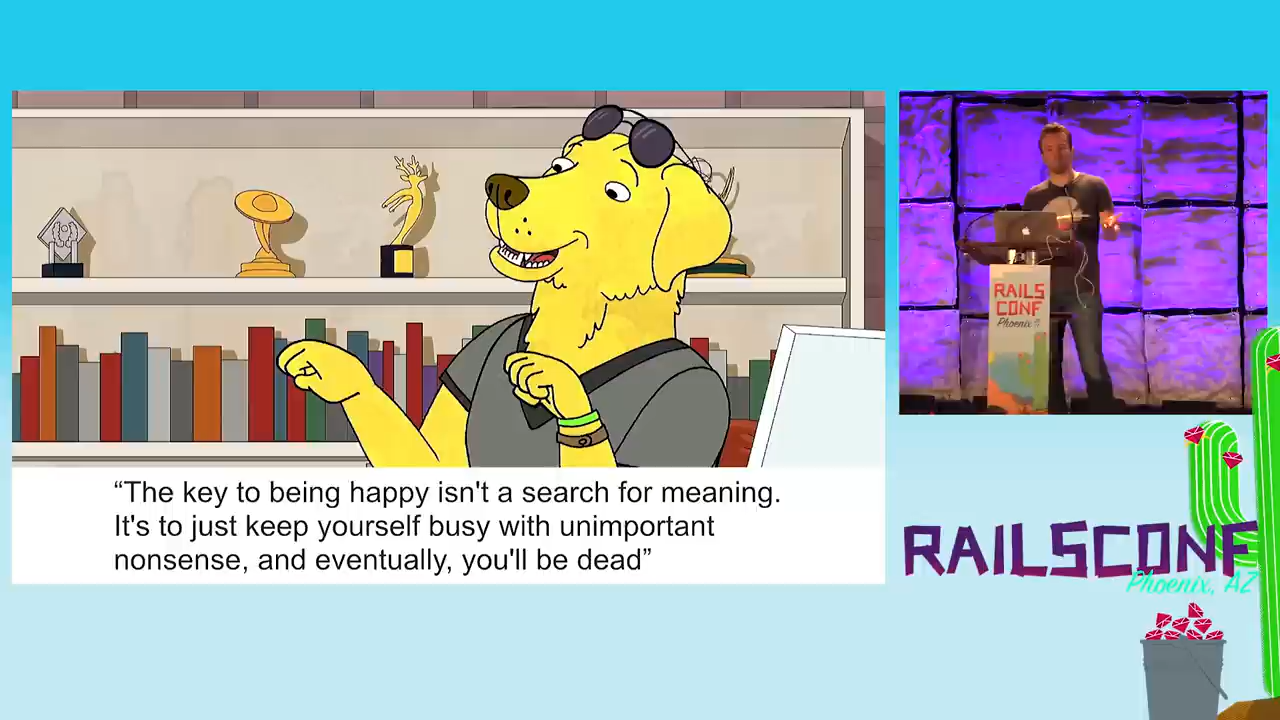 “The key to being happy isn't a search for meaning.
It's to just keep yourself busy with unimportant
nonsense, and eventually, you'll be dead”
RAILS
CONF
Phoenix
RAILSCONF
Phoenix, AZ